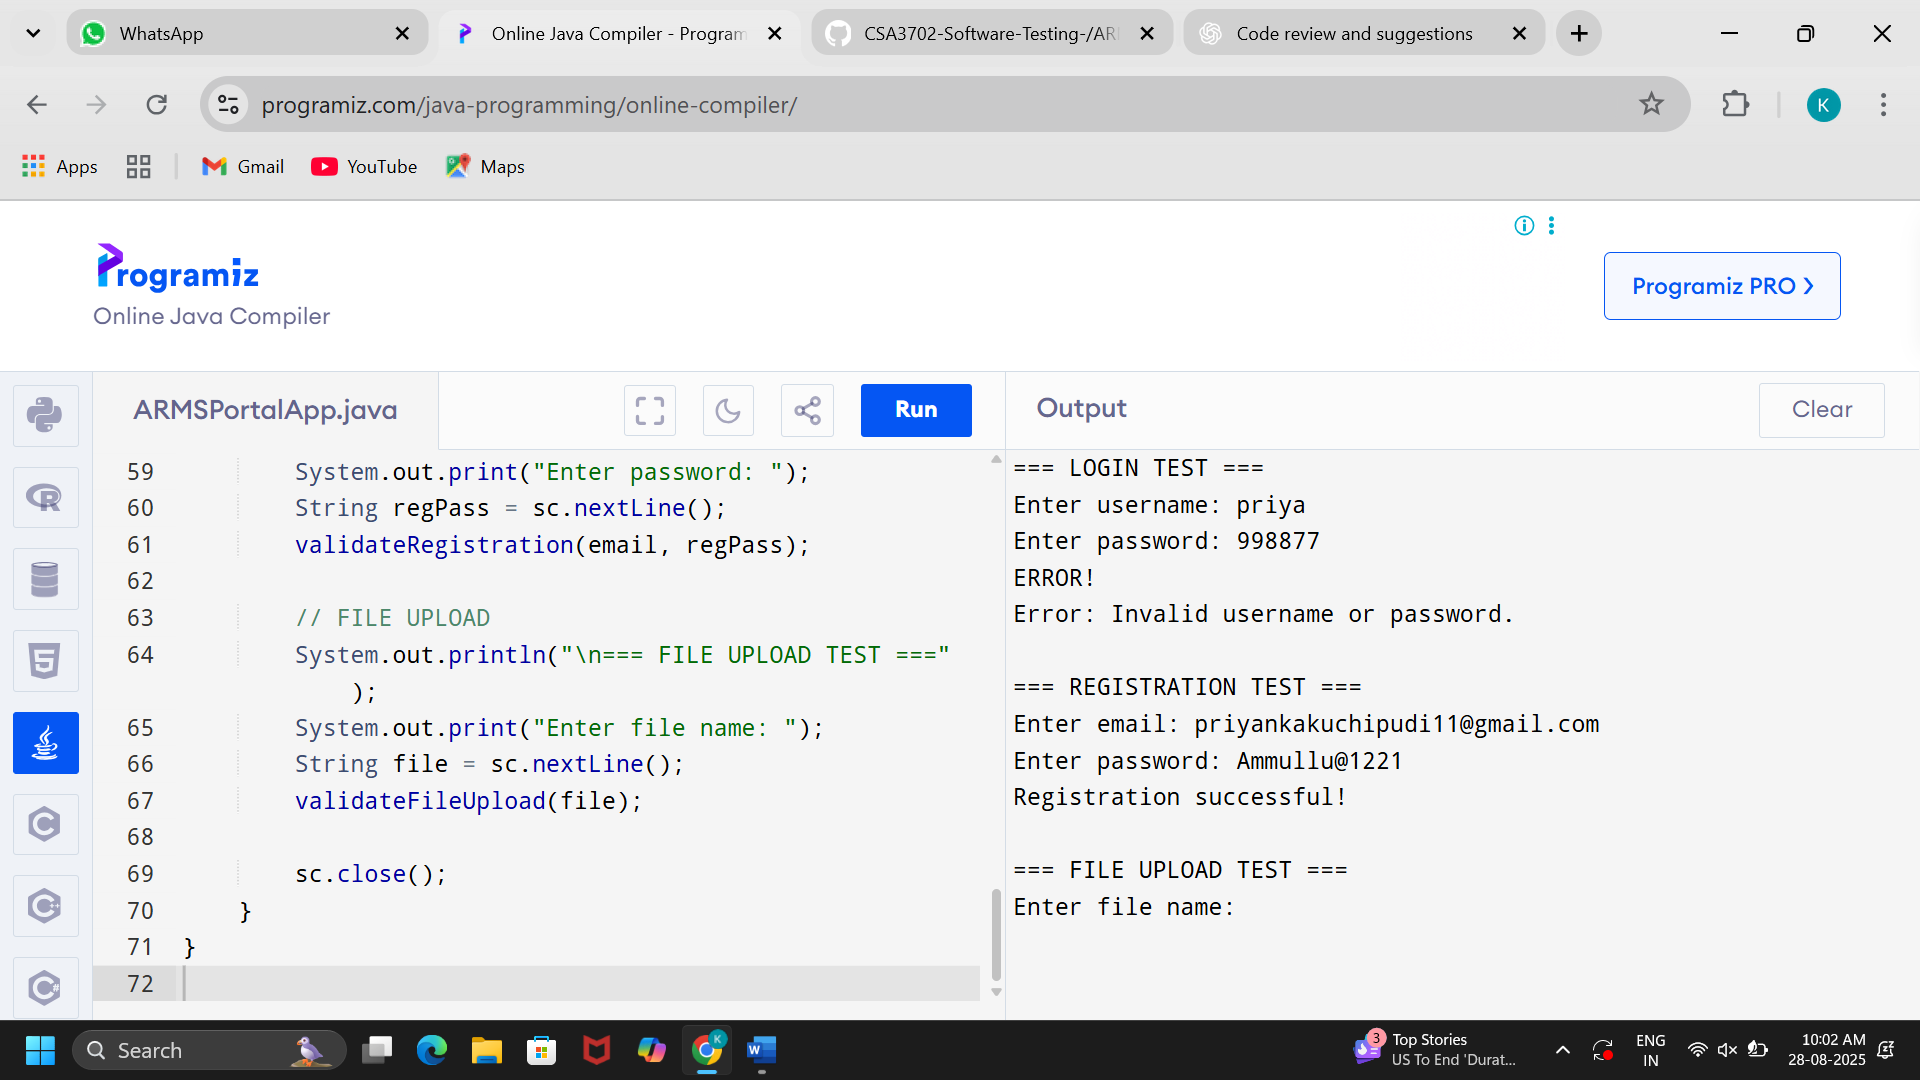 WhatsApp
Online Java Compiler - Program
CSA3702-Software-Testing-/AR
Code review and suggestions
programiz.com/java-programming/online-compiler/
K
Apps
Gmail
YouTube
Maps
Programiz
Online Java Compiler
Programiz PRO ❯
ARMSPortalApp.java
Run
Output
Clear
59 System.out.print("Enter password: ");
60 String regPass = sc.nextLine();
61 validateRegistration(email, regPass);
62
63 // FILE UPLOAD
64 System.out.println("\n=== FILE UPLOAD TEST ==="
);
65 System.out.print("Enter file name: ");
66 String file = sc.nextLine();
67 validateFileUpload(file);
68
69 sc.close();
70 }
71 }
72
=== LOGIN TEST ===
Enter username: priya
Enter password: 998877
ERROR!
Error: Invalid username or password.
=== REGISTRATION TEST ===
Enter email: priyankakuchipudi11@gmail.com
Enter password: Ammullu@1221
Registration successful!
=== FILE UPLOAD TEST ===
Enter file name:
Search
3
Top Stories
US To End 'Durat...
ENG
IN
10:02 AM
28-08-2025